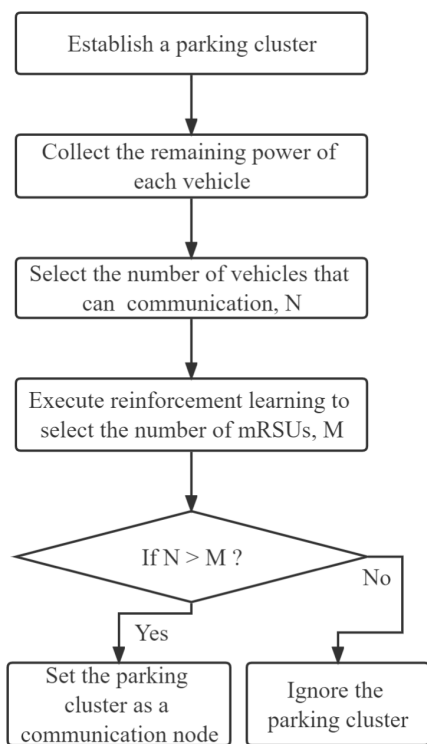 Establish a parking cluster
Collect the remaining power of
each vehicle
Select the number of vehicles that
can communication, N
Execute reinforcement learning to
select the number of mRSUs, M
If N > M ?
No
Yes
Set the parking
cluster as a
communication node
Ignore the
parking cluster